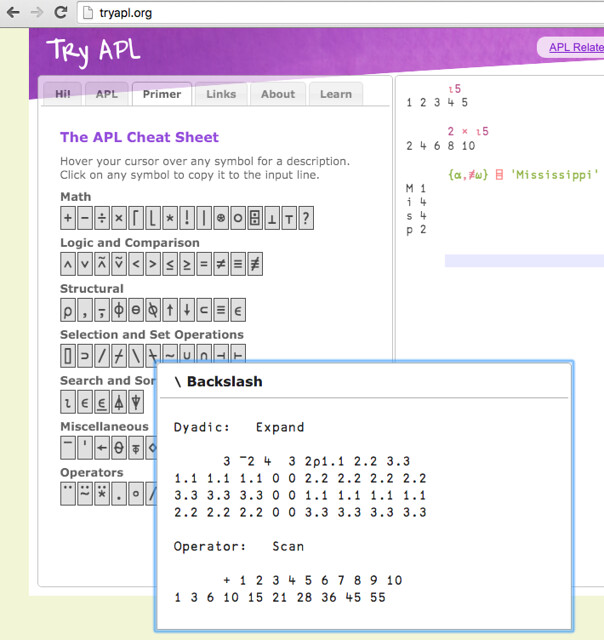 tryapl.org
Try APL
APL Relate
Hi! APL Primer Links About Learn
The APL Cheat Sheet
Hover your cursor over any symbol for a description.
Click on any symbol to copy it to the input line.
Math
+ - ÷ × ⌈ ⌊ * ! | ⍟ ○ ⌹ ⊥ ⊤ ?
Logic and Comparison
∧ ∨ ⍲ ⍱ < > ≤ ≥ = ≠ ≡ ≢
Structural
⍴ , ⍪ ⌽ ⊖ ⍉ ↑ ↓ ⊂ ≡ ∊
Selection and Set Operations
⌷ ⊃ / ⌿ \ ⍀ ~ ∪ ∩ ⊣ ⊢
Search and Sor
⍳ ∊ ⍷ ⍋ ⍒
Miscellaneous
¯ ' ← ⍬ ⍕ ⋄
Operators
¨ ⍨ ⍣ . ∘ /
⍳5
1 2 3 4 5
2 × ⍳5
2 4 6 8 10
{⍺,≢⍵} ⌸ 'Mississippi'
M 1
i 4
s 4
p 2
\ Backslash
Dyadic: Expand
3 ¯2 4 3 2⍴1.1 2.2 3.3
1.1 1.1 1.1 0 0 2.2 2.2 2.2 2.2
3.3 3.3 3.3 0 0 1.1 1.1 1.1 1.1
2.2 2.2 2.2 0 0 3.3 3.3 3.3 3.3
Operator: Scan
+ 1 2 3 4 5 6 7 8 9 10
1 3 6 10 15 21 28 36 45 55